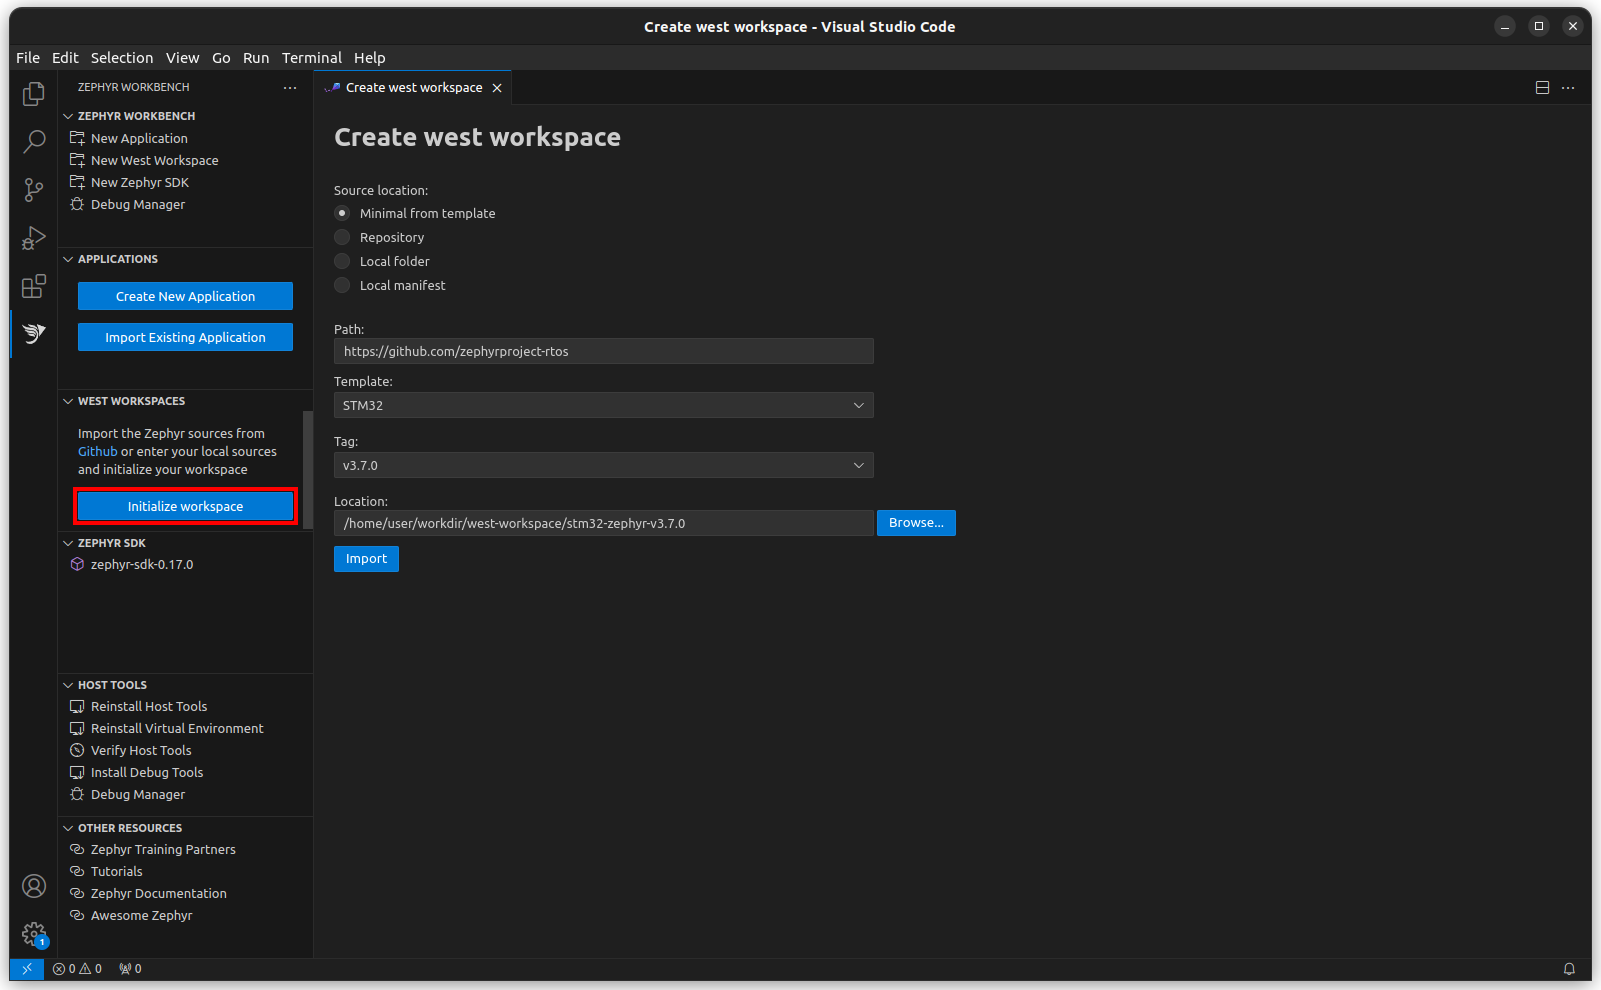 Create west workspace - Visual Studio Code
File Edit Selection View Go Run Terminal Help
ZEPHYR WORKBENCH
ZEPHYR WORKBENCH
New Application
New West Workspace
New Zephyr SDK
Debug Manager
APPLICATIONS
Create New Application
Import Existing Application
WEST WORKSPACES
Import the Zephyr sources from
Github or enter your local sources
and initialize your workspace
Initialize workspace
ZEPHYR SDK
zephyr-sdk-0.17.0
HOST TOOLS
Reinstall Host Tools
Reinstall Virtual Environment
Verify Host Tools
Install Debug Tools
Debug Manager
OTHER RESOURCES
Zephyr Training Partners
Tutorials
Zephyr Documentation
Awesome Zephyr
1
Create west workspace
Create west workspace
Source location:
Minimal from template
Repository
Local folder
Local manifest
Path:
https://github.com/zephyrproject-rtos
Template:
STM32
Tag:
v3.7.0
Location:
/home/user/workdir/west-workspace/stm32-zephyr-v3.7.0
Browse...
Import
0 0 0